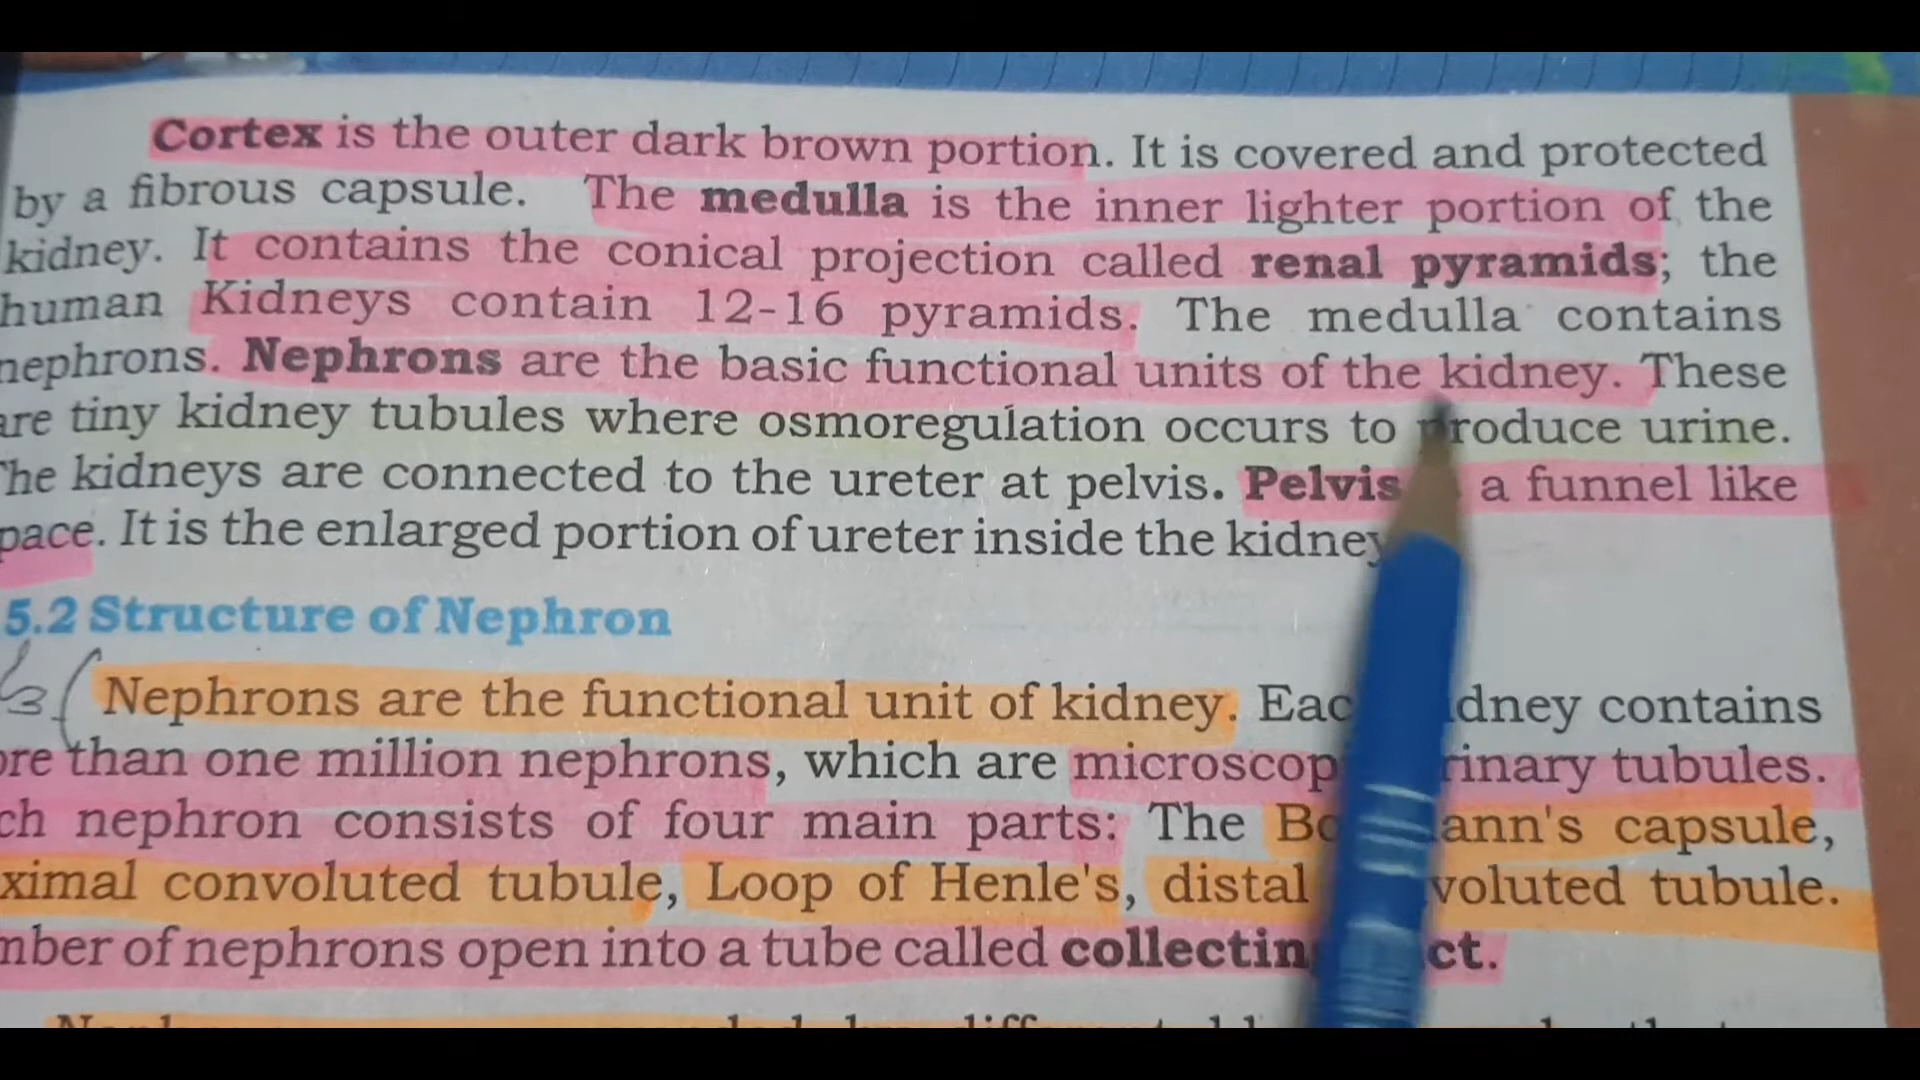 Cortex is the outer dark brown portion. It is covered and protected
by a fibrous capsule. The medulla is the inner lighter portion of the
kidney. It contains the conical projection called renal pyramids; the
human Kidneys contain 12-16 pyramids. The medulla contains
nephrons. Nephrons are the basic functional units of the kidney. These
are tiny kidney tubules where osmoregulation occurs to produce urine.
The kidneys are connected to the ureter at pelvis. Pelvis a funnel like
pace. It is the enlarged portion of ureter inside the kidney
5.2 Structure of Nephron
Nephrons are the functional unit of kidney. Eac dney contains
ore than one million nephrons, which are microscop rinary tubules.
ch nephron consists of four main parts: The Bo ann's capsule,
ximal convoluted tubule, Loop of Henle's, distal voluted tubule.
mber of nephrons open into a tube called collectin ct.